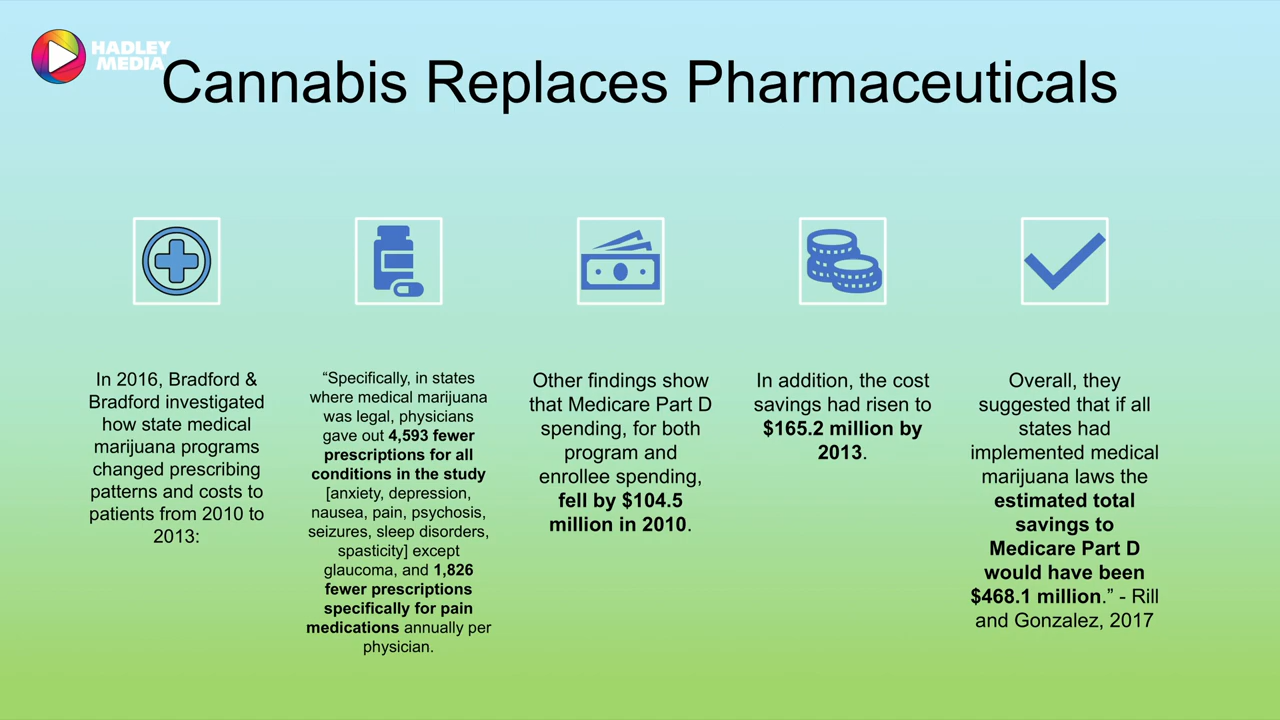 HADLEY
MEDIA
Cannabis Replaces Pharmaceuticals
In 2016, Bradford &
Bradford investigated
how state medical
marijuana programs
changed prescribing
patterns and costs to
patients from 2010 to
2013:
“Specifically, in states
where medical marijuana
was legal, physicians
gave out 4,593 fewer
prescriptions for all
conditions in the study
[anxiety, depression,
nausea, pain, psychosis,
seizures, sleep disorders,
spasticity] except
glaucoma, and 1,826
fewer prescriptions
specifically for pain
medications annually per
physician.
Other findings show
that Medicare Part D
spending, for both
program and
enrollee spending,
fell by $104.5
million in 2010.
In addition, the cost
savings had risen to
$165.2 million by
2013.
Overall, they
suggested that if all
states had
implemented medical
marijuana laws the
estimated total
savings to
Medicare Part D
would have been
$468.1 million.” - Rill
and Gonzalez, 2017